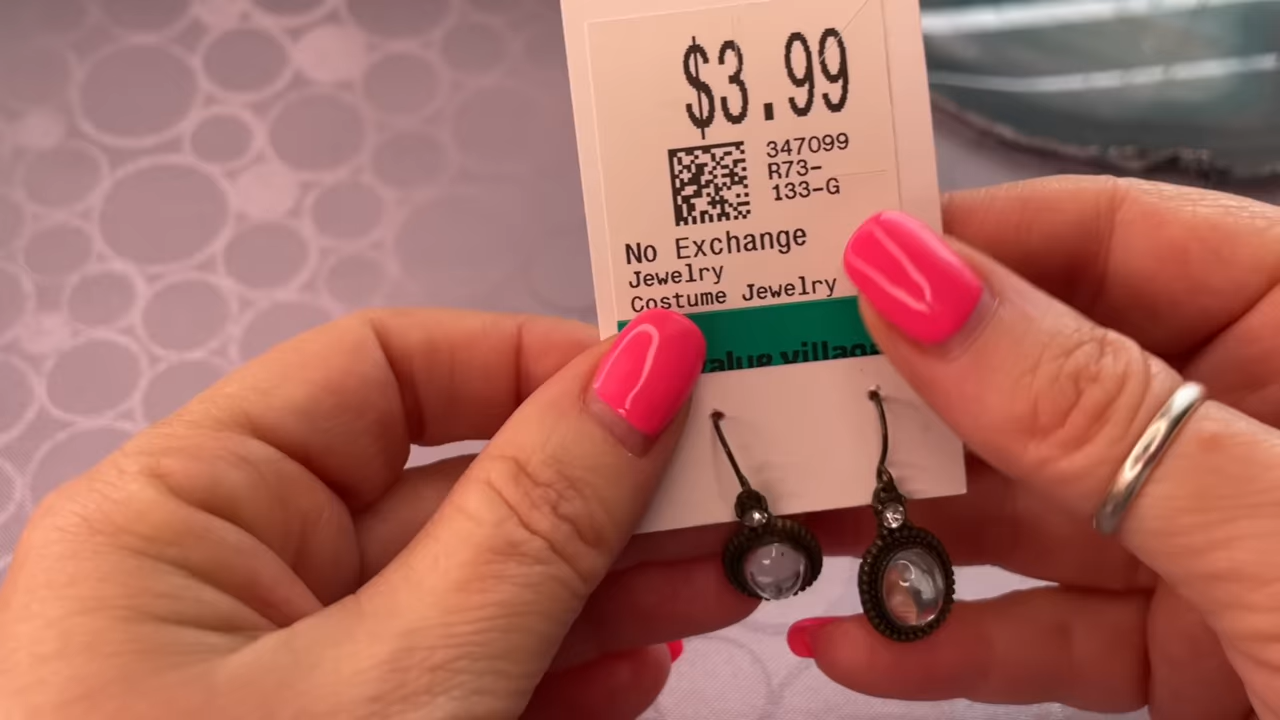 $3.99
347099
R73-
133-G
No Exchange
Jewelry
Costume Jewelry
value village